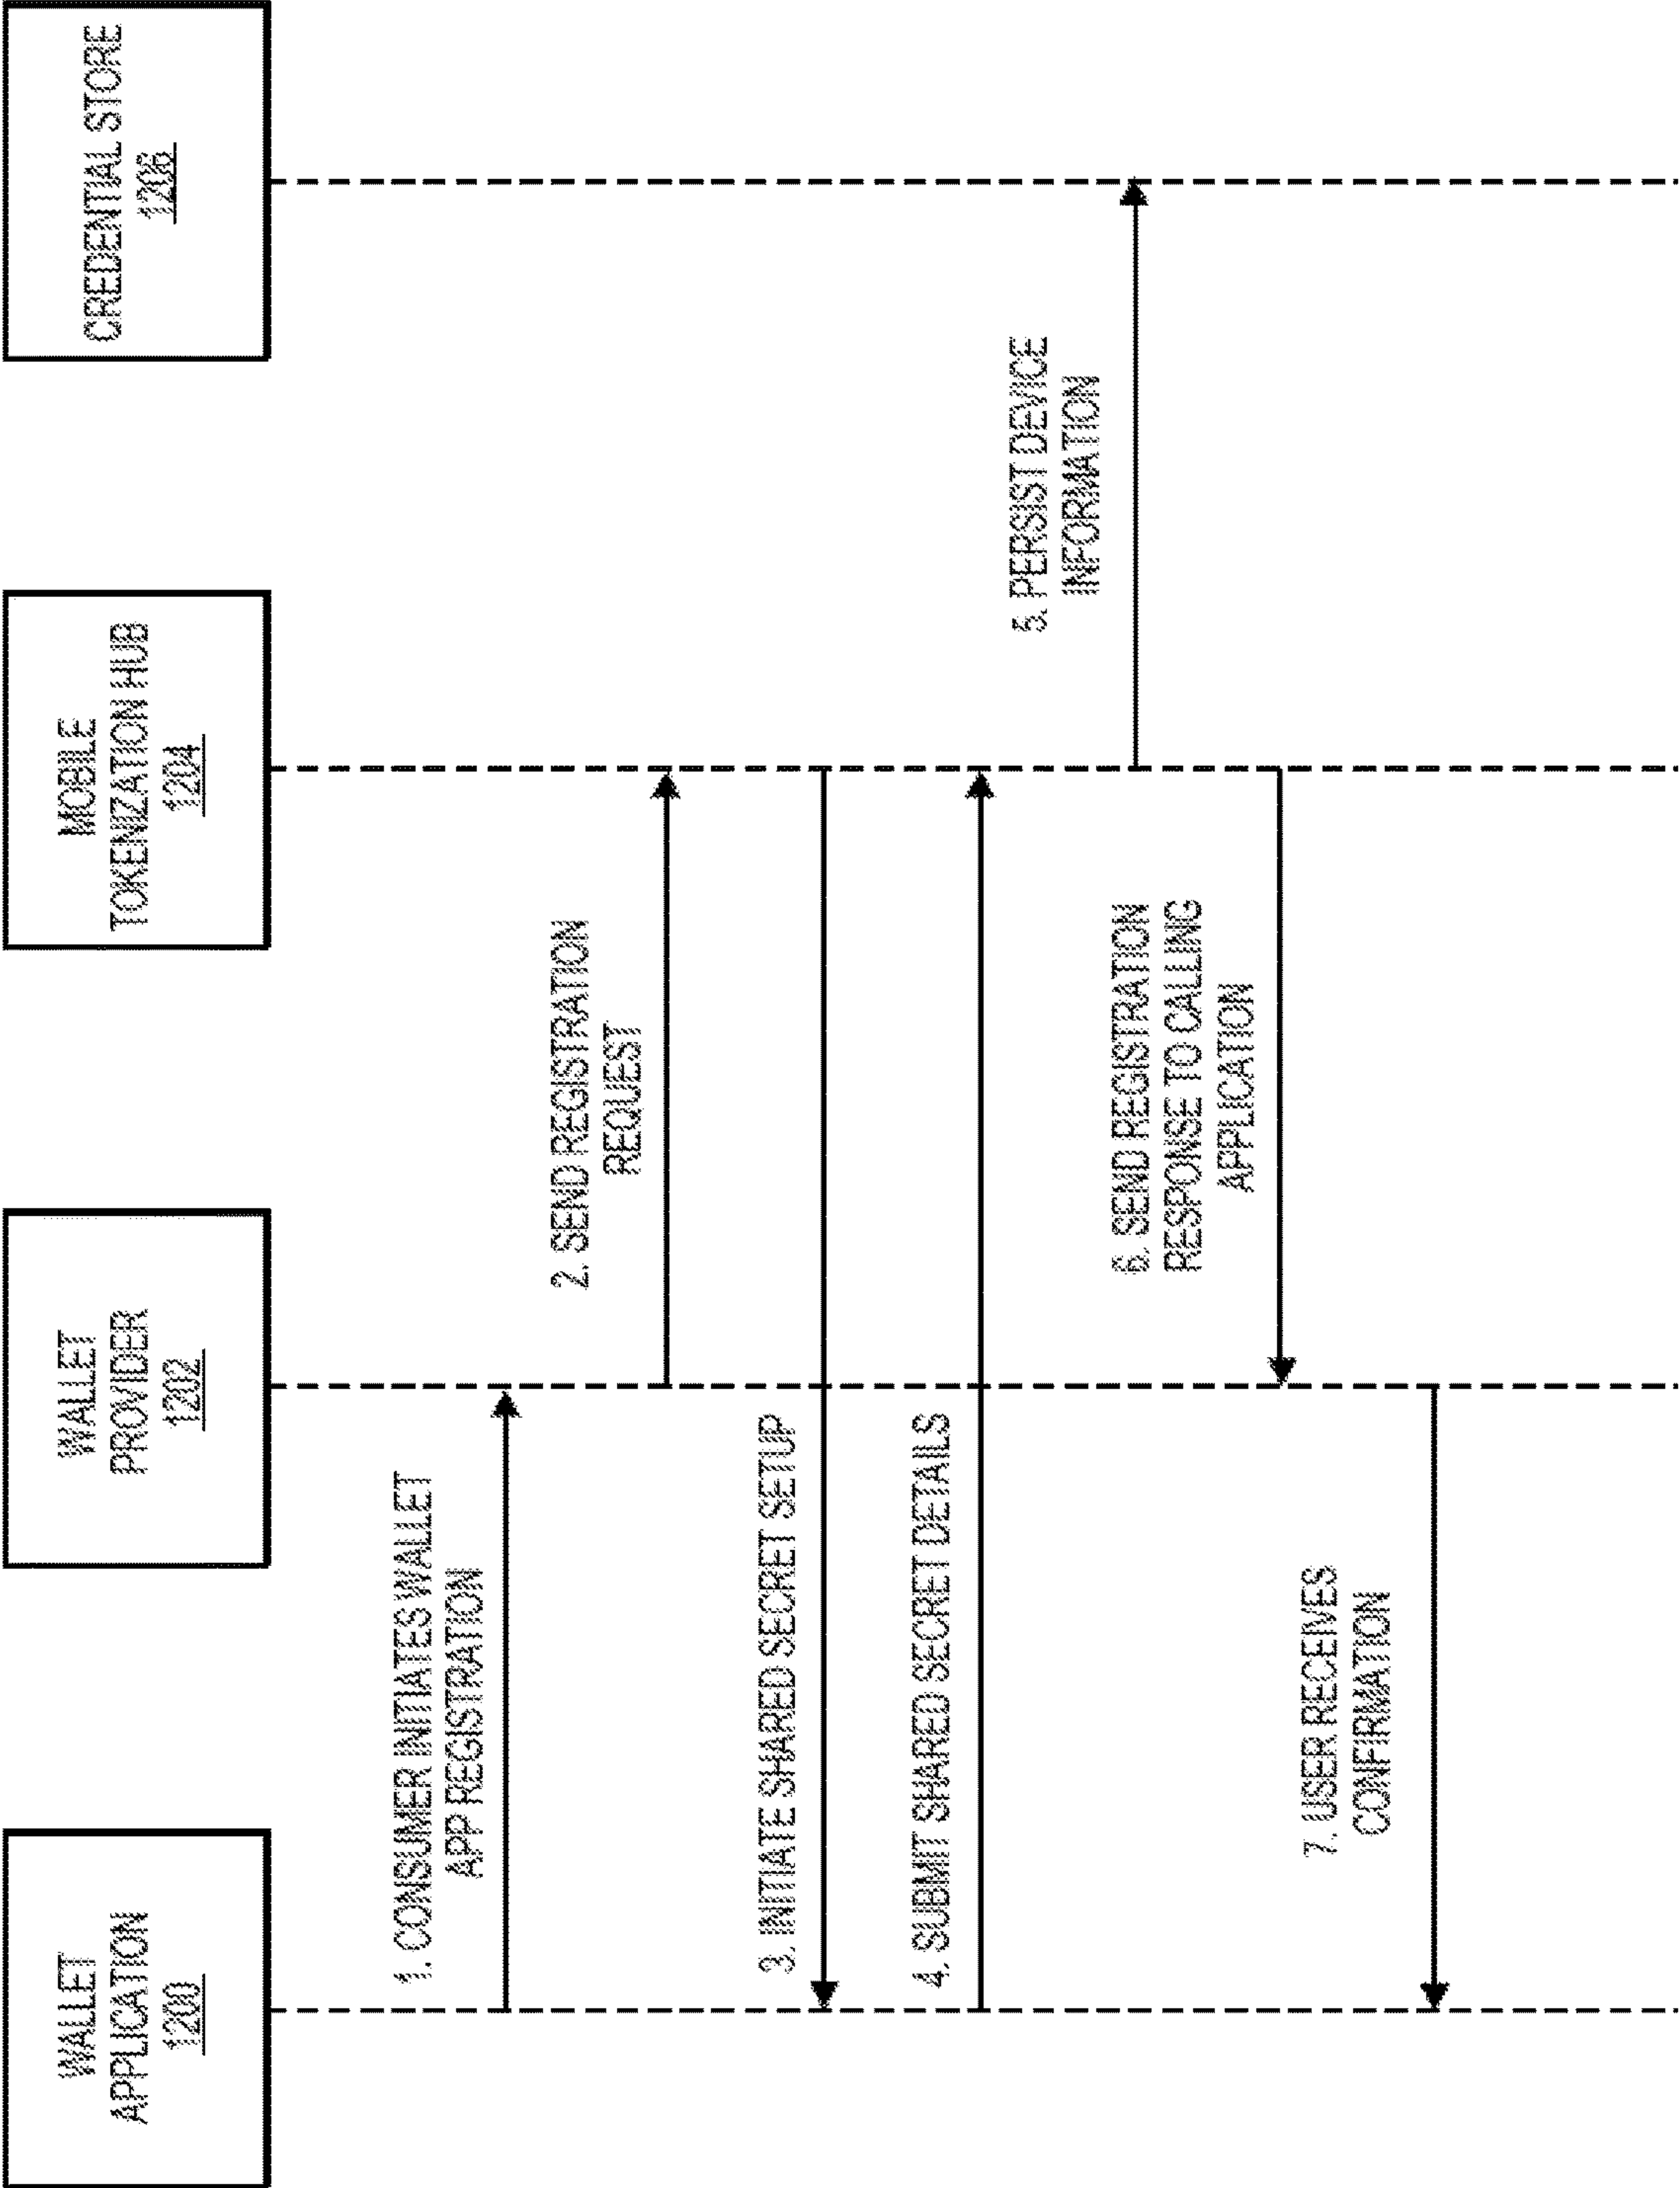 WALLET
APPLICATION
1200
WALLET
PROVIDER
1202
MOBILE
TOKENIZATION HUB
1204
CREDENTIAL STORE
1206
1. CONSUMER INITIATES WALLET
APP REGISTRATION
2. SEND REGISTRATION
REQUEST
3. INITIATE SHARED SECRET SETUP
4. SUBMIT SHARED SECRET DETAILS
5. PERSIST DEVICE
INFORMATION
6. SEND REGISTRATION
RESPONSE TO CALLING
APPLICATION
7. USER RECEIVES
CONFIRMATION